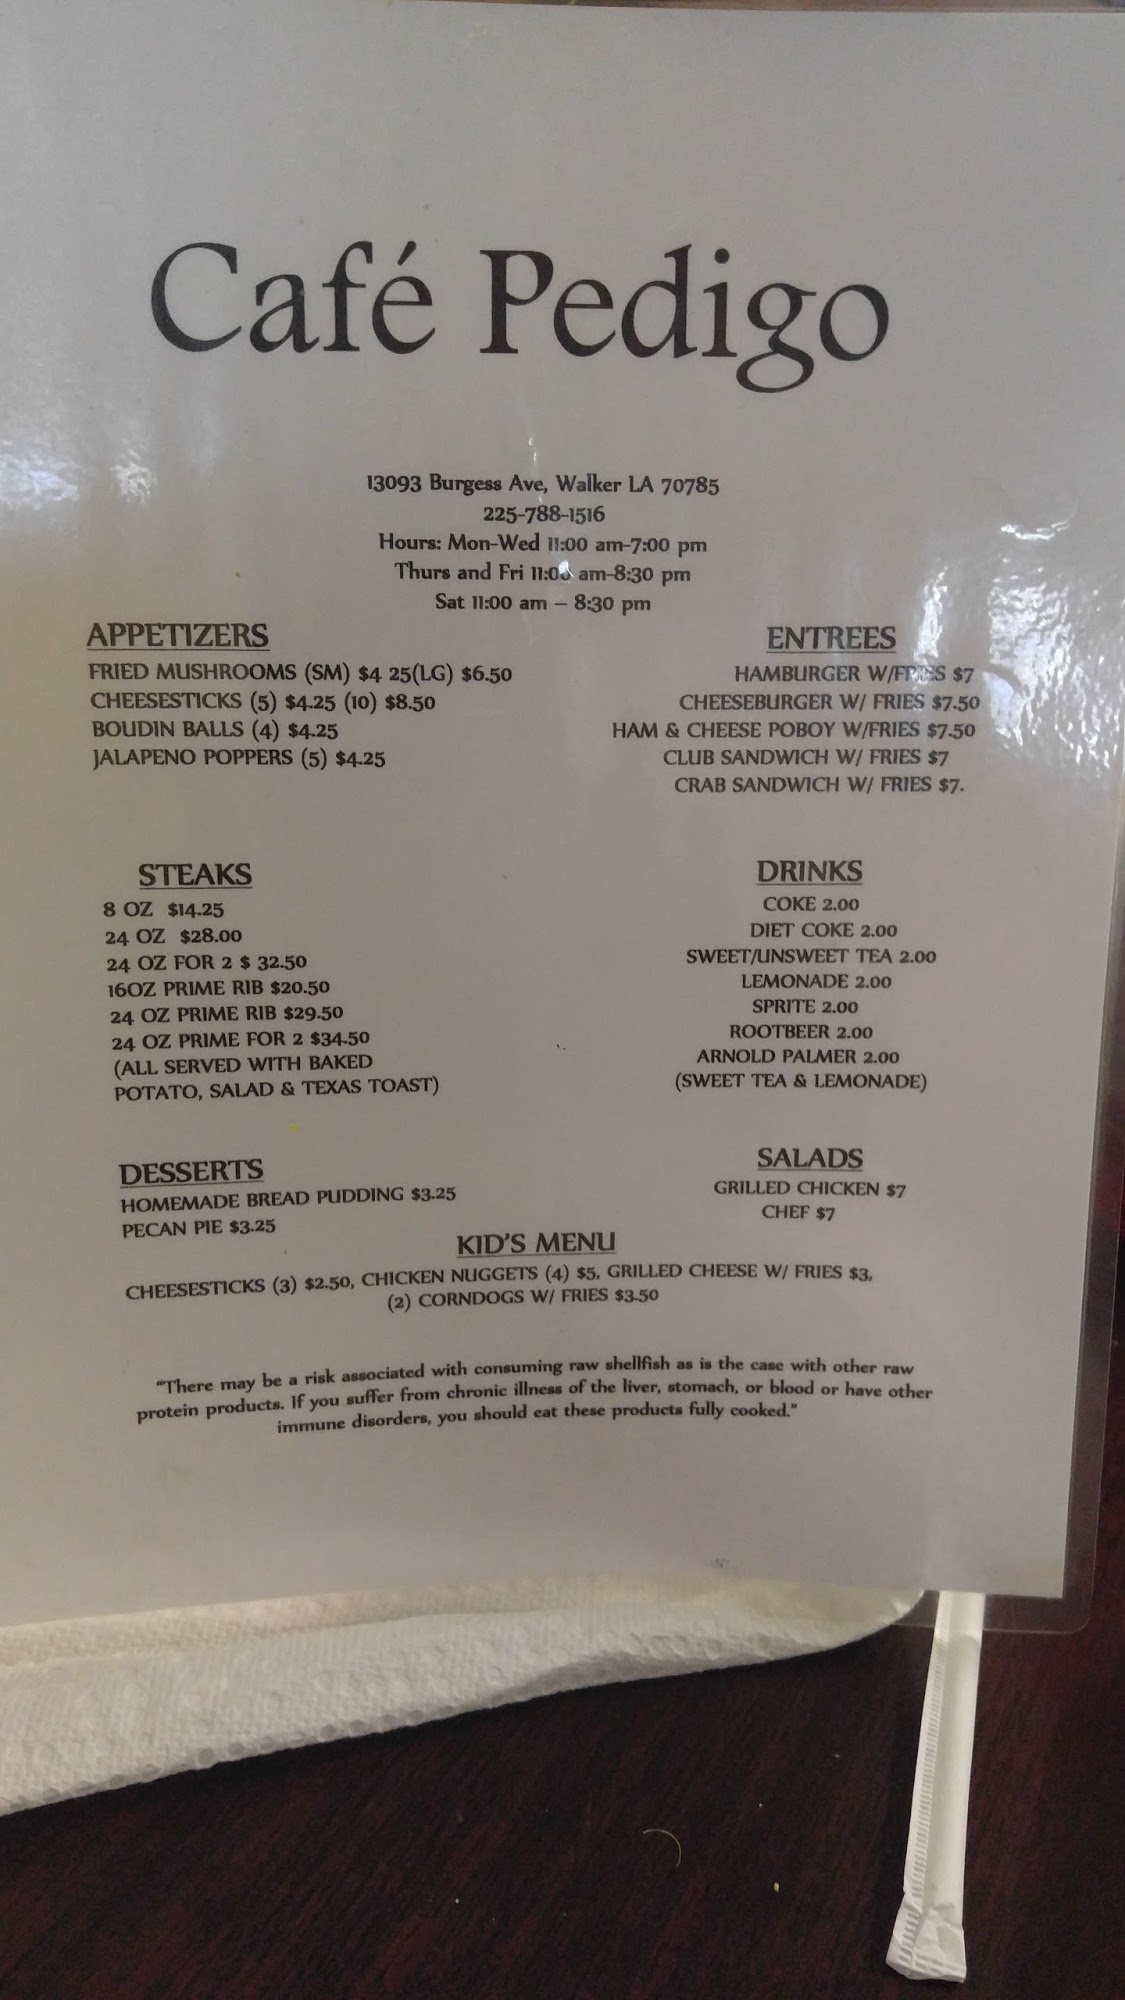 Café Pedigo
13093 Burgess Ave, Walker LA 70785
225-788-1516
Hours: Mon-Wed 11:00 am-7:00 pm
Thurs and Fri 11:00 am-8:30 pm
Sat 11:00 am – 8:30 pm
APPETIZERS
FRIED MUSHROOMS (SM) $4 25(LG) $6.50
CHEESESTICKS (5) $4.25 (10) $8.50
BOUDIN BALLS (4) $4.25
JALAPENO POPPERS (5) $4.25
ENTREES
HAMBURGER W/FRIES $7
CHEESEBURGER W/ FRIES $7.50
HAM & CHEESE POBOY W/FRIES $7.50
CLUB SANDWICH W/ FRIES $7
CRAB SANDWICH W/ FRIES $7.
STEAKS
8 OZ $14.25
24 OZ $28.00
24 OZ FOR 2 $ 32.50
16OZ PRIME RIB $20.50
24 OZ PRIME RIB $29.50
24 OZ PRIME FOR 2 $34.50
(ALL SERVED WITH BAKED
POTATO, SALAD & TEXAS TOAST)
DRINKS
COKE 2.00
DIET COKE 2.00
SWEET/UNSWEET TEA 2.00
LEMONADE 2.00
SPRITE 2.00
ROOTBEER 2.00
ARNOLD PALMER 2.00
(SWEET TEA & LEMONADE)
DESSERTS
HOMEMADE BREAD PUDDING $3.25
PECAN PIE $3.25
SALADS
GRILLED CHICKEN $7
CHEF $7
KID'S MENU
CHEESESTICKS (3) $2.50, CHICKEN NUGGETS (4) $5, GRILLED CHEESE W/ FRIES $3,
(2) CORNDOGS W/ FRIES $3.50
"There may be a risk associated with consuming raw shellfish as is the case with other raw
protein products. If you suffer from chronic illness of the liver, stomach, or blood or have other
immune disorders, you should eat these products fully cooked."